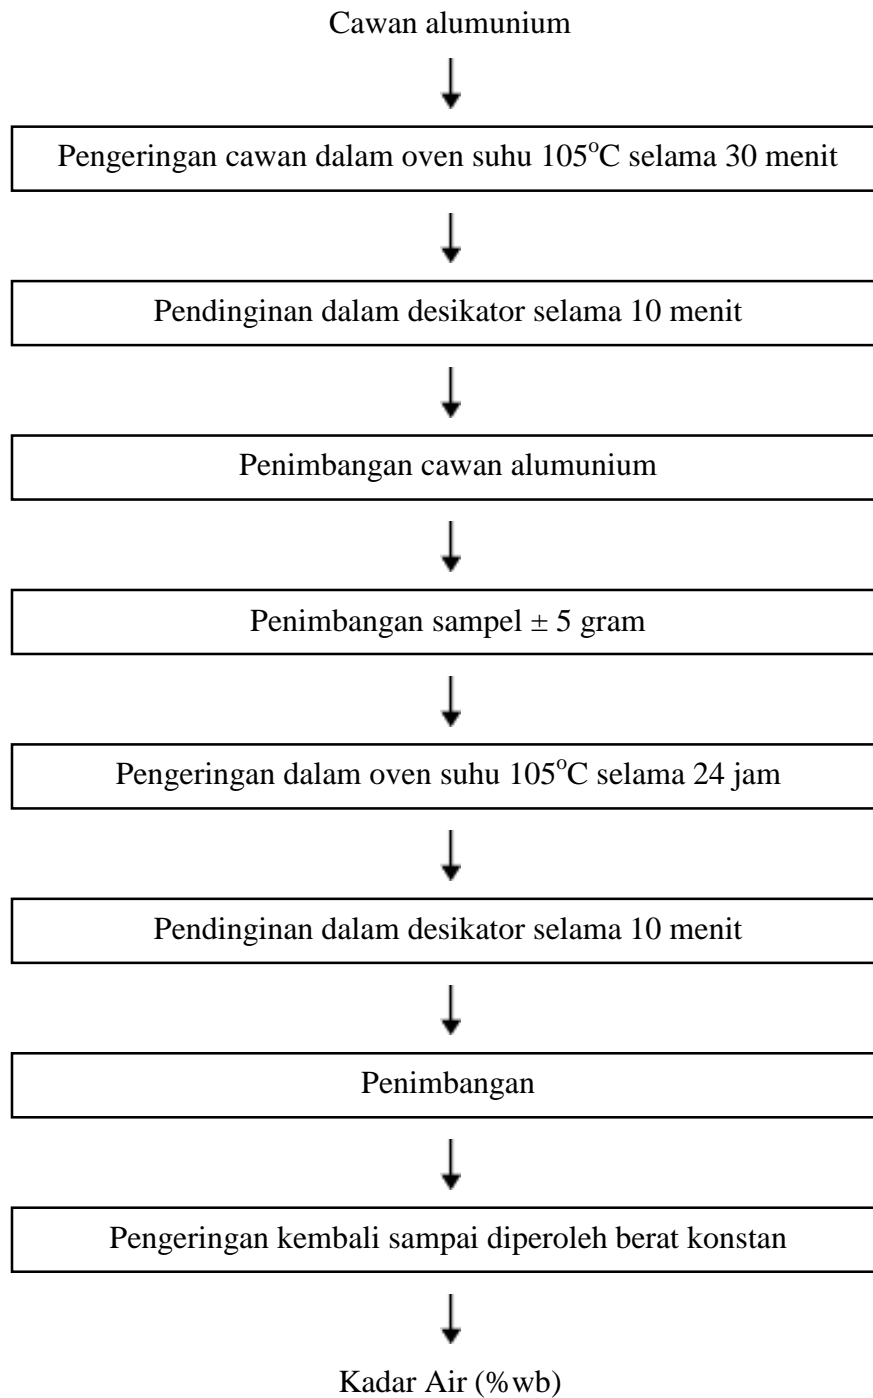 Cawan alumunium
Pengeringan cawan dalam oven suhu 105°C selama 30 menit
Pendinginan dalam desikator selama 10 menit
Penimbangan cawan alumunium
Penimbangan sampel ± 5 gram
Pengeringan dalam oven suhu 105°C selama 24 jam
Pendinginan dalam desikator selama 10 menit
Penimbangan
Pengeringan kembali sampai diperoleh berat konstan
Kadar Air (%wb)